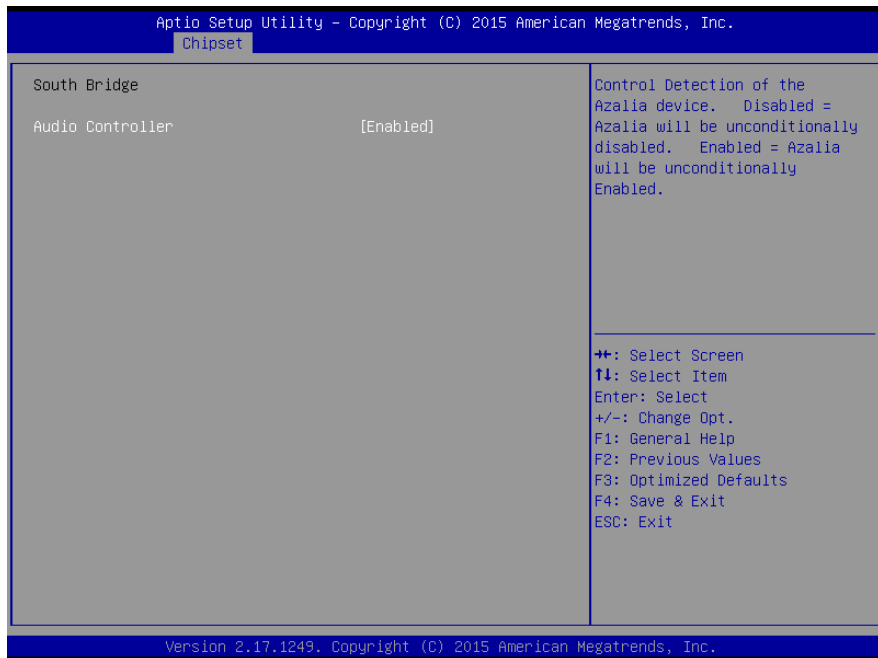 Aptio Setup Utility – Copyright (C) 2015 American Megatrends, Inc.
Chipset
South Bridge
Audio Controller [Enabled]
Control Detection of the
Azalia device. Disabled =
Azalia will be unconditionally
disabled. Enabled = Azalia
will be unconditionally
Enabled.
→←: Select Screen
↑↓: Select Item
Enter: Select
+/-: Change Opt.
F1: General Help
F2: Previous Values
F3: Optimized Defaults
F4: Save & Exit
ESC: Exit
Version 2.17.1249. Copyright (C) 2015 American Megatrends, Inc.